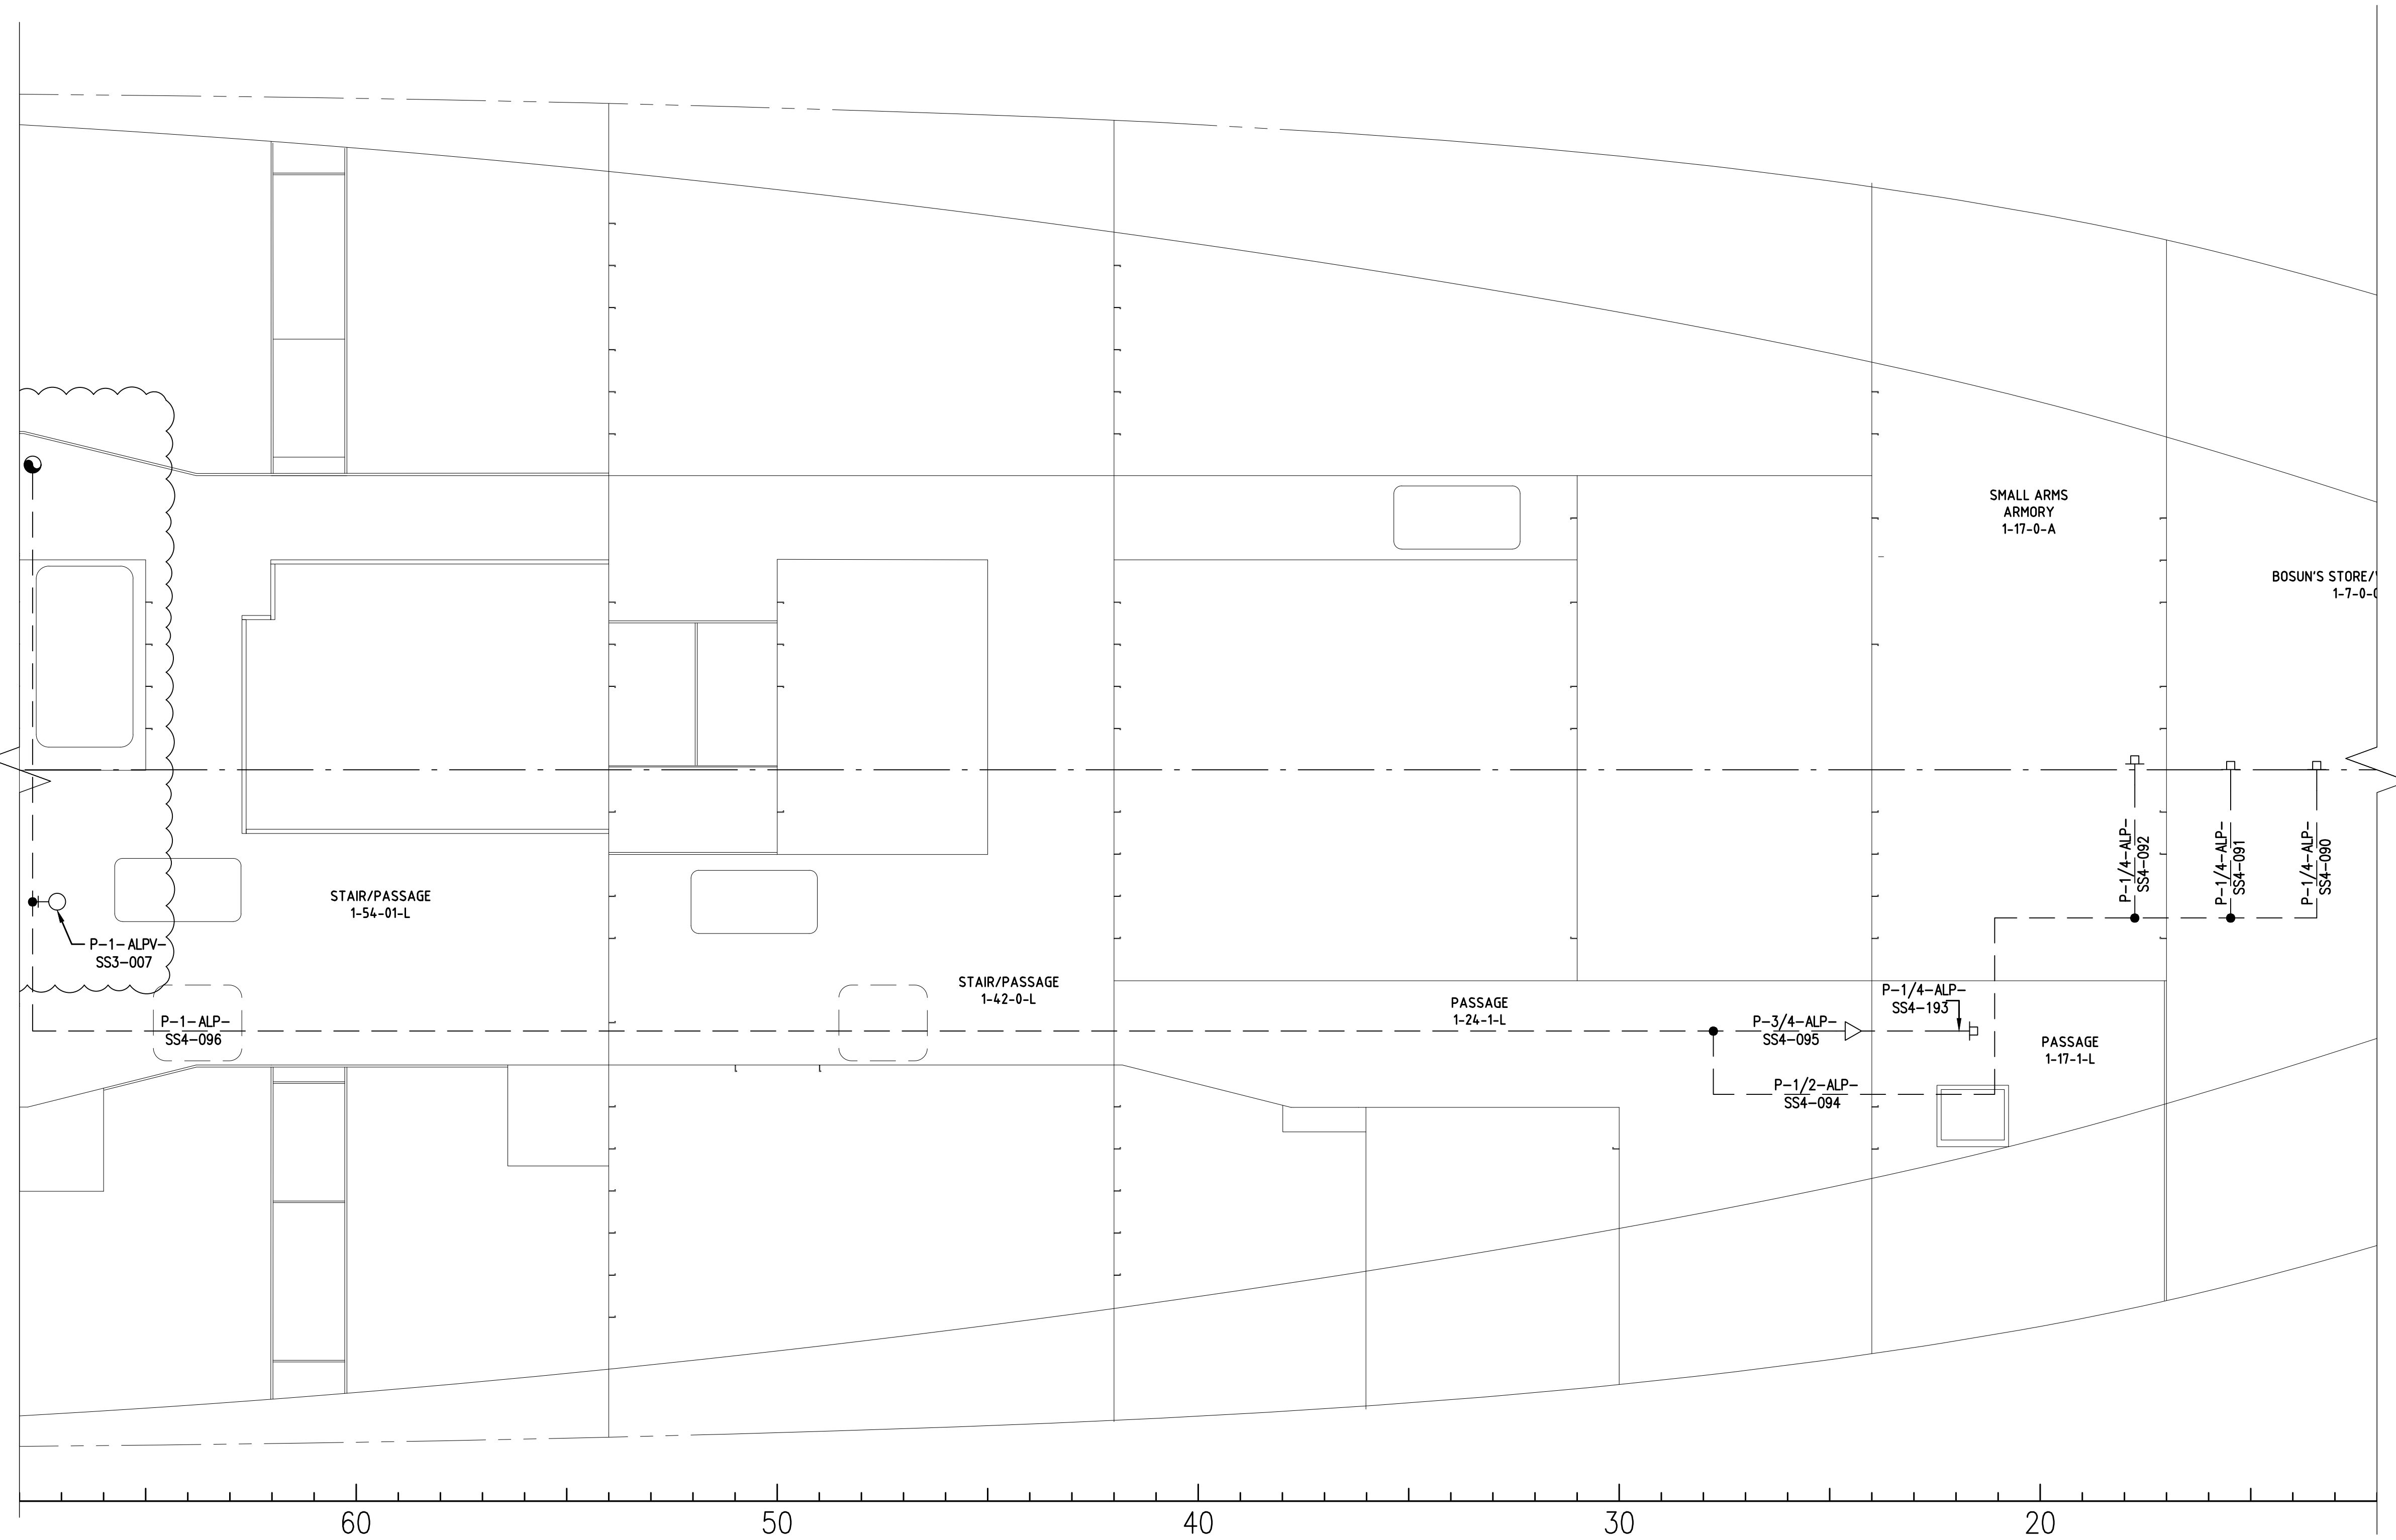 SMALL ARMS
ARMORY
1-17-0-A
BOSUN'S STORE/
1-7-0-
P-1/4-ALP-
SS4-092
P-1/4-ALP-
SS4-091
P-1/4-ALP-
SS4-090
STAIR/PASSAGE
1-54-01-L
P-1-ALPV-
SS3-007
STAIR/PASSAGE
1-42-0-L
PASSAGE
1-24-1-L
P-1/4-ALP-
SS4-193
P-1-ALP-
SS4-096
P-3/4-ALP-
SS4-095
PASSAGE
1-17-1-L
P-1/2-ALP-
SS4-094
60
50
40
30
20